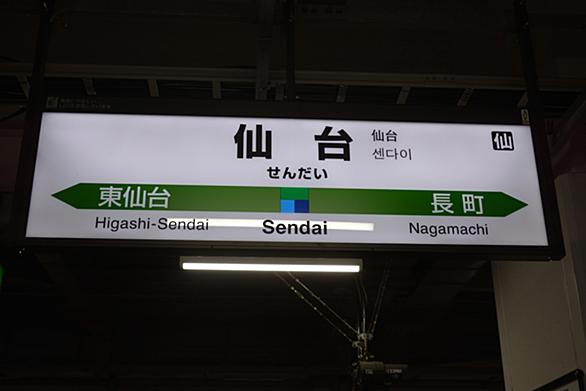 仙台
仙台
센다이
仙
せんだい
東仙台
長町
Higashi-Sendai
Sendai
Nagamachi